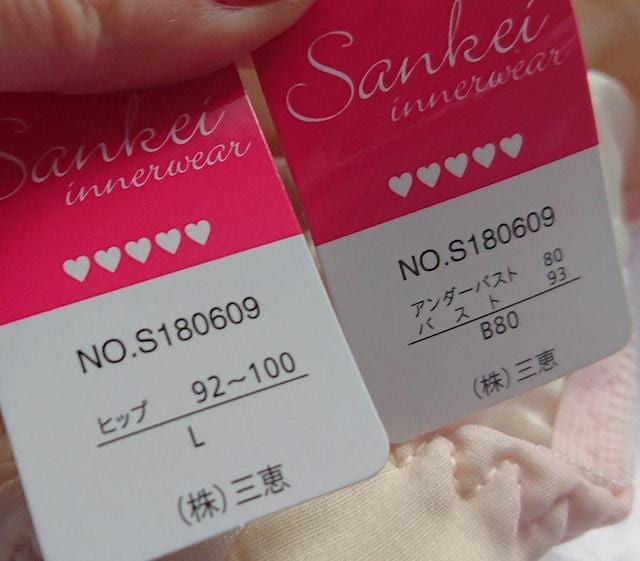 Sankei
innerwear
NO.S180609
ヒップ 92〜100
L
(株)三恵
Sankei
innerwear
NO.S180609
アンダーバスト 80
バスト 93
B80
(株)三恵